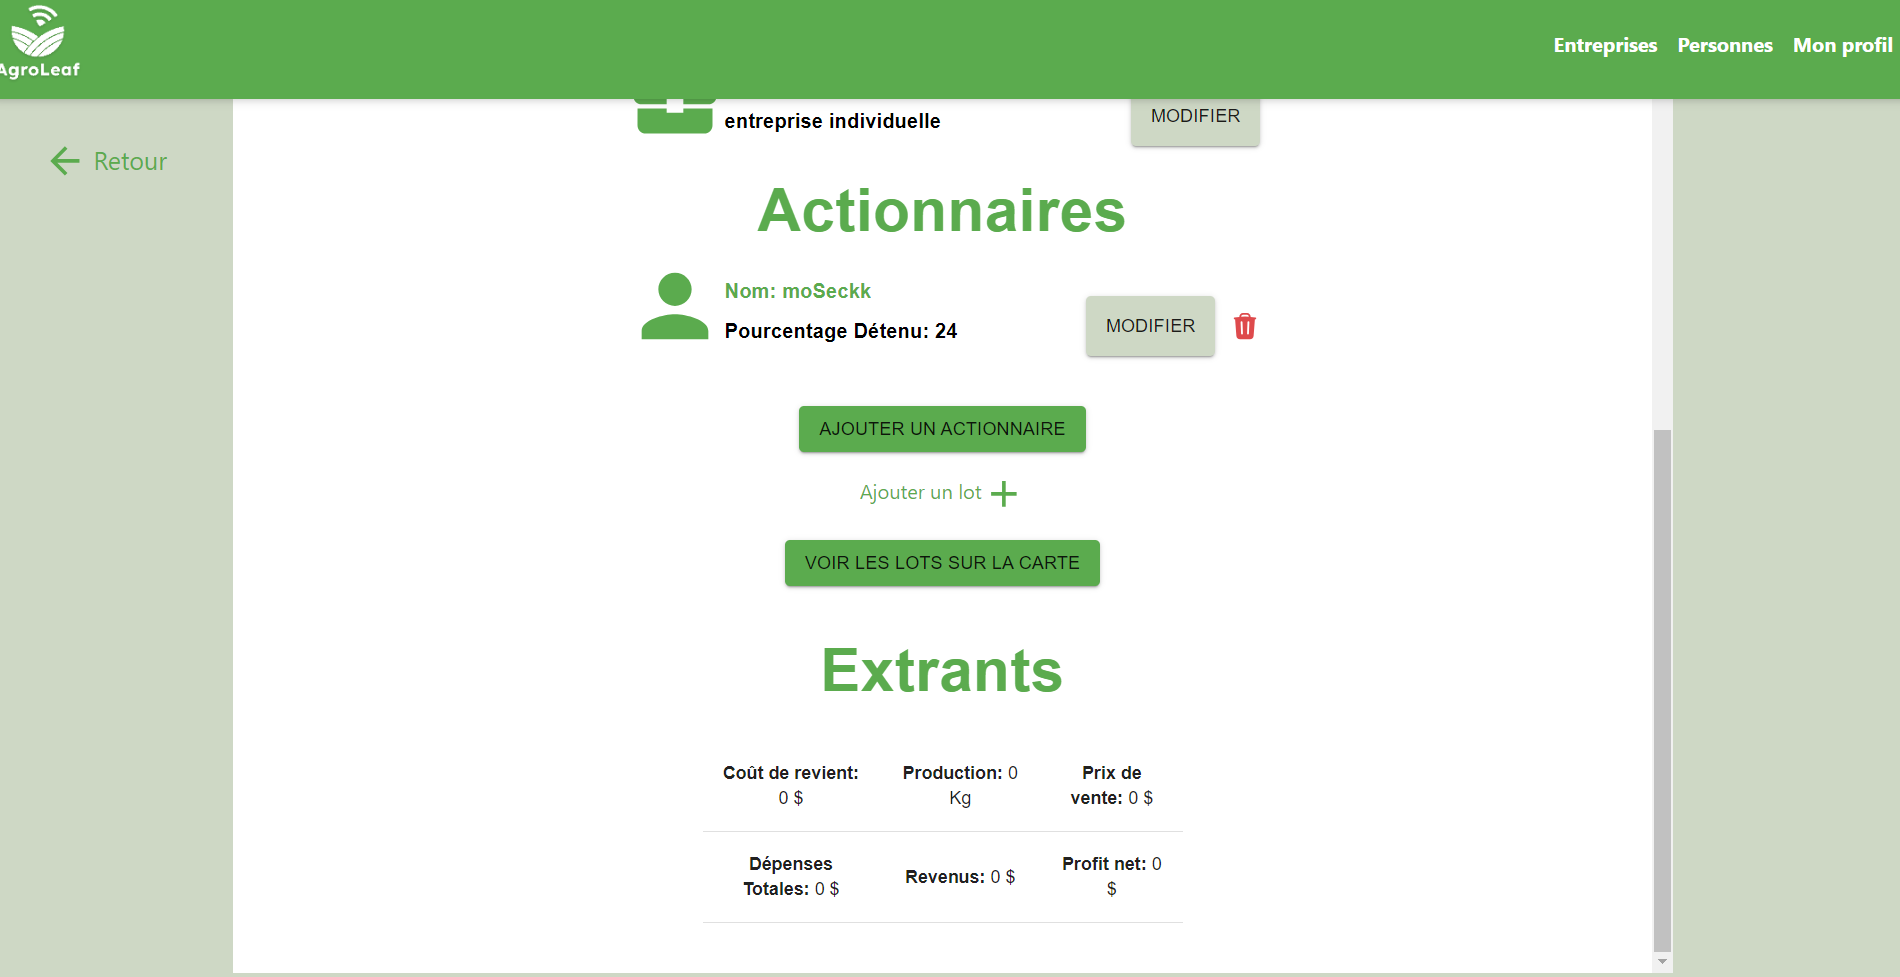 AgroLeaf
Entreprises Personnes Mon profil
entreprise individuelle
MODIFIER
Retour
Actionnaires
Nom: moSeckk
Pourcentage Détenu: 24
MODIFIER
AJOUTER UN ACTIONNAIRE
Ajouter un lot
VOIR LES LOTS SUR LA CARTE
Extrants
Coût de revient:
0 $
Production: 0
Kg
Prix de
vente: 0 $
Dépenses
Totales: 0 $
Revenus: 0 $
Profit net: 0
$